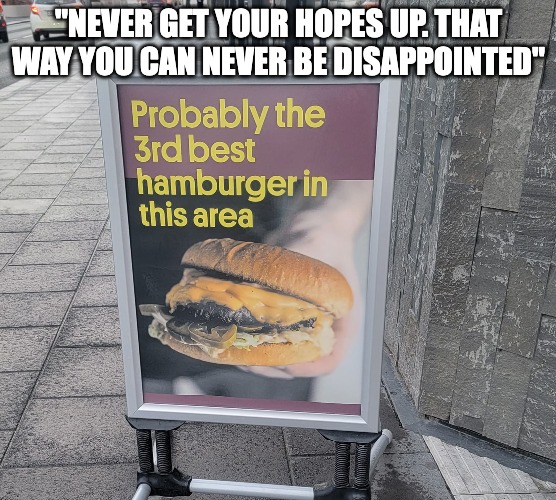 "NEVER GET YOUR HOPES UP. THAT
WAY YOU CAN NEVER BE DISAPPOINTED"
Probably the
3rd best
hamburger in
this area